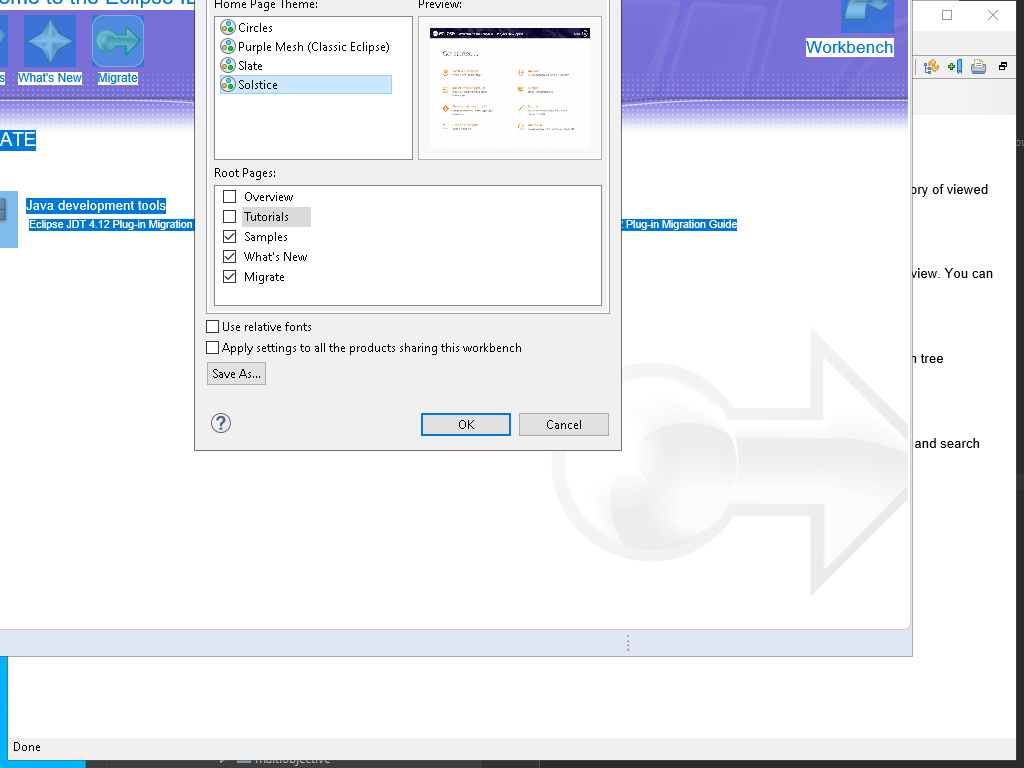 ome to the Eclipse
Home Page Theme:
Preview:
Circles
Purple Mesh (Classic Eclipse)
Slate
Solstice
Workbench
s
What's New
Migrate
ATE
Root Pages:
Overview
Tutorials
Samples
What's New
Migrate
ory of viewed
Java development tools
Eclipse JDT 4.12 Plug-in Migration
Plug-in Migration Guide
view. You can
Use relative fonts
Apply settings to all the products sharing this workbench
tree
Save As...
OK
Cancel
and search
Done
multiobjective